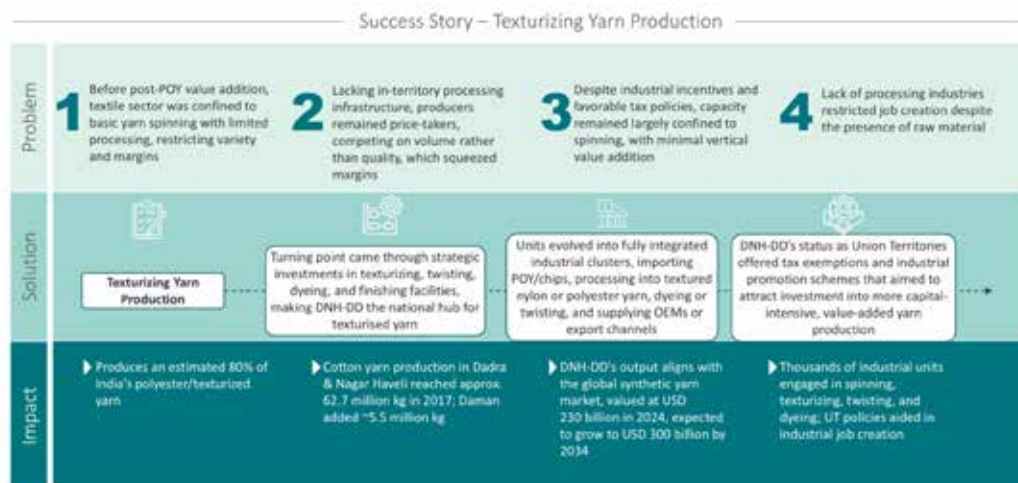 Success Story – Texturizing Yarn Production
Problem
1
Before post-POY value addition,
textile sector was confined to
basic yarn spinning with limited
processing, restricting variety
and margins
2
Lacking in-territory processing
infrastructure, producers
remained price-takers,
competing on volume rather
than quality, which squeezed
margins
3
Despite industrial incentives and
favorable tax policies, capacity
remained largely confined to
spinning, with minimal vertical
value addition
4
Lack of processing industries
restricted job creation despite
the presence of raw material
Solution
Texturizing Yarn
Production
Turning point came through strategic
investments in texturizing, twisting,
dyeing, and finishing facilities,
making DNH-DD the national hub for
texturised yarn
Units evolved into fully integrated
industrial clusters, importing
POY/chips, processing into textured
nylon or polyester yarn, dyeing or
twisting, and supplying OEMs or
export channels
DNH-DD's status as Union Territories
offered tax exemptions and industrial
promotion schemes that aimed to
attract investment into more capital-
intensive, value-added yarn
production
Impact
Produces an estimated 80% of
India's polyester/texturized
yarn
Cotton yarn production in Dadra
& Nagar Haveli reached approx.
62.7 million kg in 2017; Daman
added ~5.5 million kg
DNH-DD's output aligns with
the global synthetic yarn
market, valued at USD
230 billion in 2024, expected
to grow to USD 300 billion by
2034
Thousands of industrial units
engaged in spinning,
texturizing, twisting, and
dyeing; UT policies aided in
industrial job creation